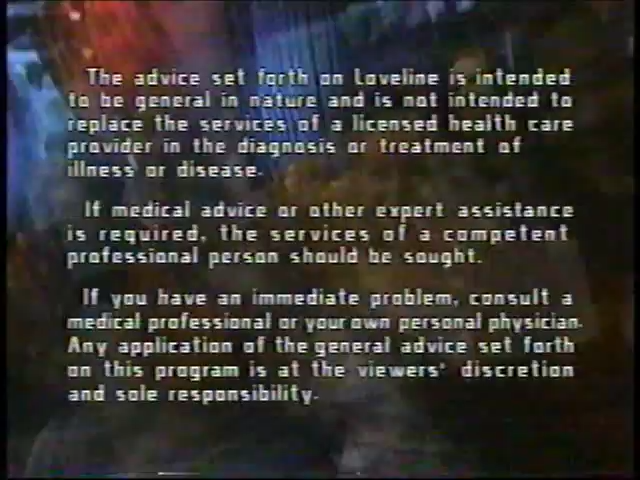 The advice set forth on Loveline is intended
to be general in nature and is not intended to
replace the services of a licensed health care
provider in the diagnosis or treatment of
illness or disease.
If medical advice or other expert assistance
is required, the services of a competent
professional person should be sought.
If you have an immediate problem, consult a
medical professional or your own personal physician.
Any application of the general advice set forth
on this program is at the viewers' discretion
and sole responsibility.